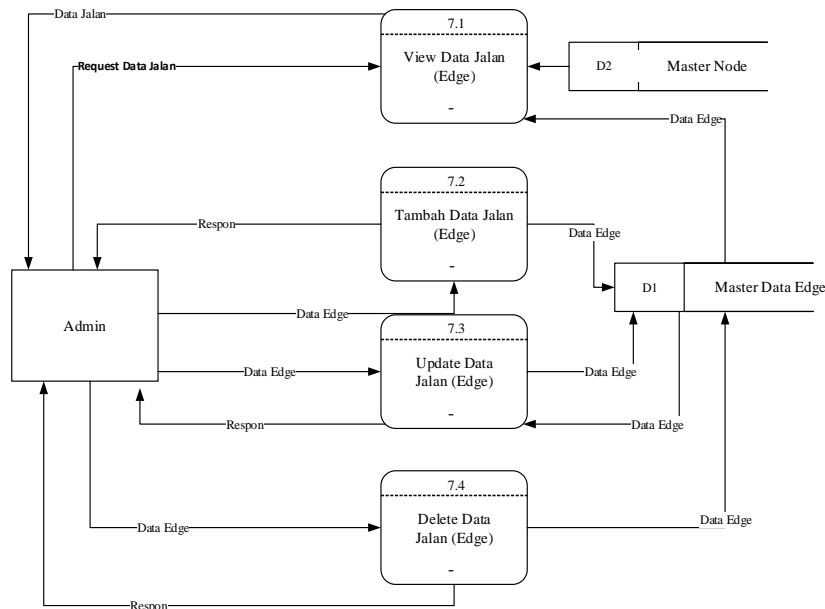 Data Jalan
7.1
View Data Jalan
(Edge)
-
Request Data Jalan
D2
Master Node
Data Edge
7.2
Tambah Data Jalan
(Edge)
-
Respon
Data Edge
D1
Master Data Edge
Admin
Data Edge
7.3
Update Data
Jalan (Edge)
-
Data Edge
Data Edge
Respon
Data Edge
7.4
Delete Data
Jalan (Edge)
-
Data Edge
Data Edge
Respon